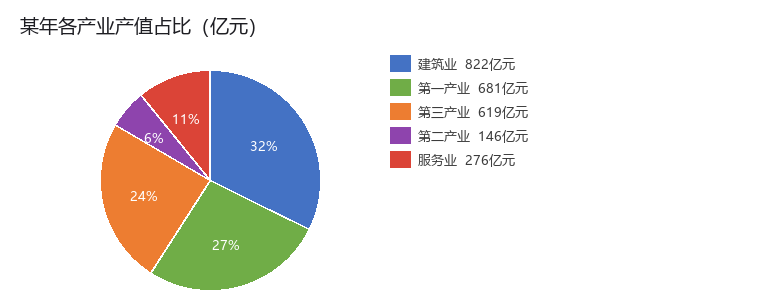 某年各产业产值占比（亿元）
建筑业 822亿元
第一产业 681亿元
第三产业 619亿元
第二产业 146亿元
服务业 276亿元
11%
6%
32%
24%
27%